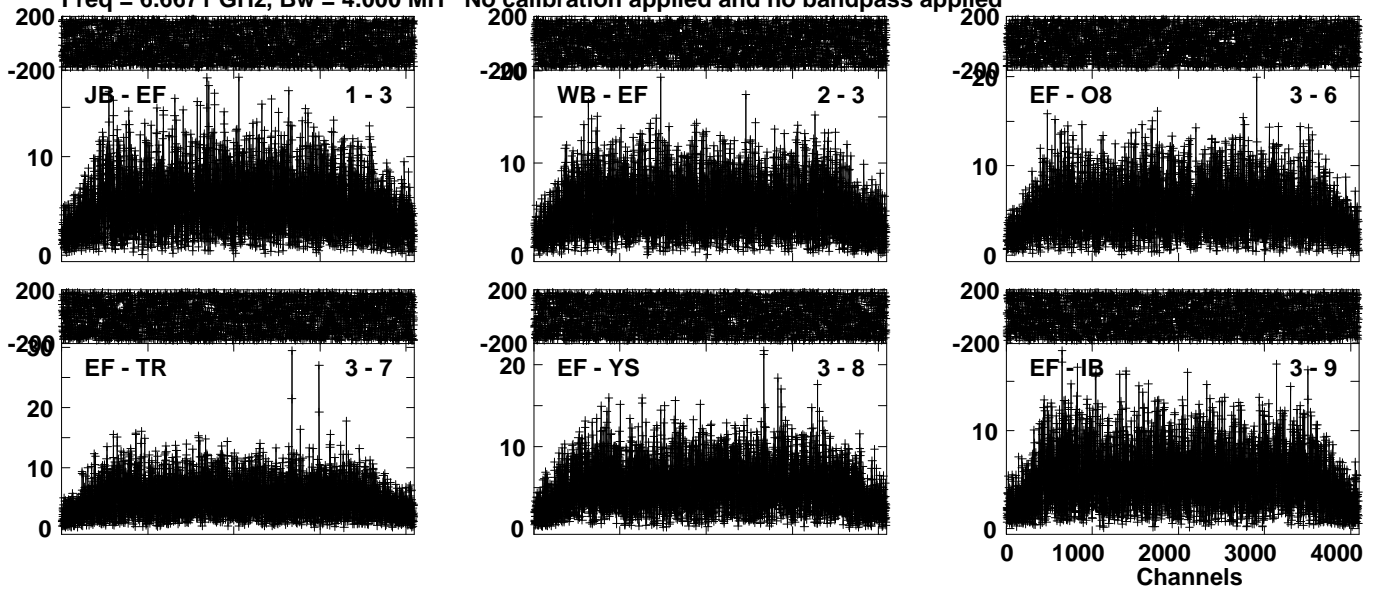 Freq = 6.6671 GHz, Bw = 4.000 MH No calibration applied and no bandpass applied
200 200 200
-200 -200 20 -200 20
JB - EF 1 - 3 WB - EF 2 - 3 EF - O8 3 - 6
10 10 10
0 0 0
200 200 200
-200 30 -200 -200
EF - TR 3 - 7 EF - YS 3 - 8 EF - IB 3 - 9
20 20
10 10 10
0 0 0
0 1000 2000 3000 4000
Channels